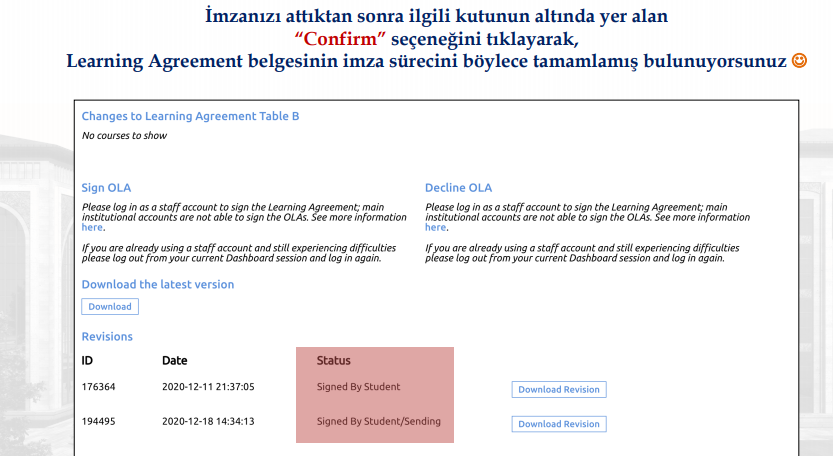 İmzanızı attıktan sonra ilgili kutunun altında yer alan
“Confirm” seçeneğini tıklayarak,
Learning Agreement belgesinin imza sürecini böylece tamamlamış bulunuyorsunuz ☺
Changes to Learning Agreement Table B
No courses to show
Sign OLA
Please log in as a staff account to sign the Learning Agreement; main
institutional accounts are not able to sign the OLAs. See more information
here.
If you are already using a staff account and still experiencing difficulties
please log out from your current Dashboard session and log in again.
Decline OLA
Please log in as a staff account to sign the Learning Agreement; main
institutional accounts are not able to sign the OLAs. See more information
here.
If you are already using a staff account and still experiencing difficulties
please log out from your current Dashboard session and log in again.
Download the latest version
Download
Revisions
ID Date Status
176364 2020-12-11 21:37:05 Signed By Student Download Revision
194495 2020-12-18 14:34:13 Signed By Student/Sending Download Revision